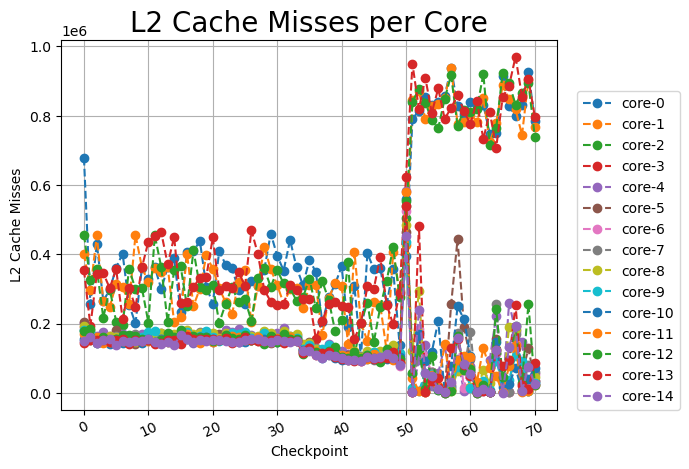 L2 Cache Misses per Core
1e6
1.0
0.8
0.6
0.4
0.2
0.0
L2 Cache Misses
0 10 20 30 40 50 60 70
Checkpoint
core-0
core-1
core-2
core-3
core-4
core-5
core-6
core-7
core-8
core-9
core-10
core-11
core-12
core-13
core-14